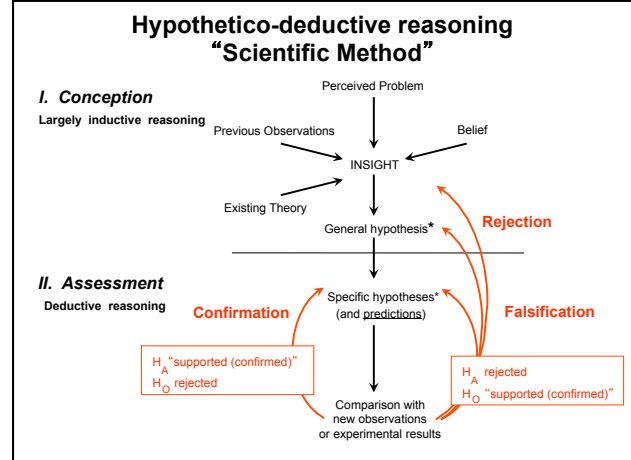 Hypothetico-deductive reasoning
“Scientific Method”
Perceived Problem
I. Conception
Largely inductive reasoning
Previous Observations
Belief
INSIGHT
Existing Theory
Rejection
General hypothesis*
II. Assessment
Deductive reasoning
Confirmation
Specific hypotheses*
(and predictions)
Falsification
HA “supported (confirmed)”
HO rejected
HA rejected
HO “supported (confirmed)”
Comparison with
new observations
or experimental results